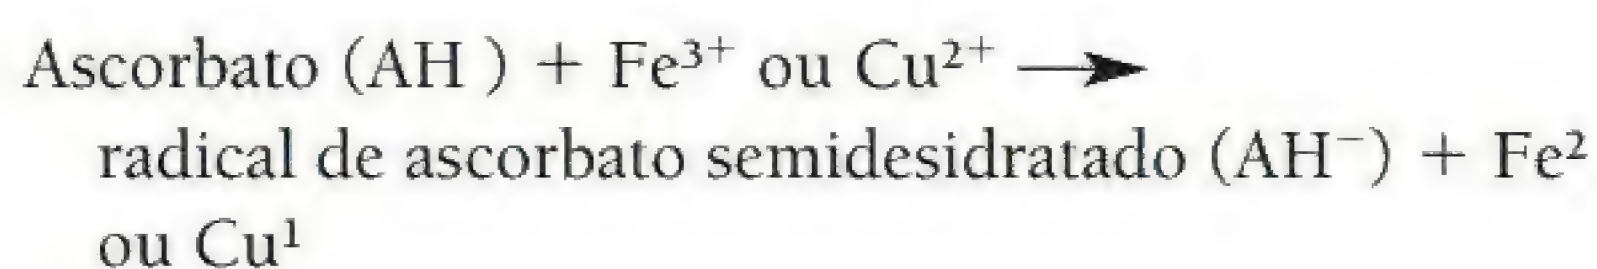 Ascorbato (AH ) + Fe³⁺ ou Cu²⁺ ⟶
radical de ascorbato semidesidratado (AH⁻) + Fe²
ou Cu¹